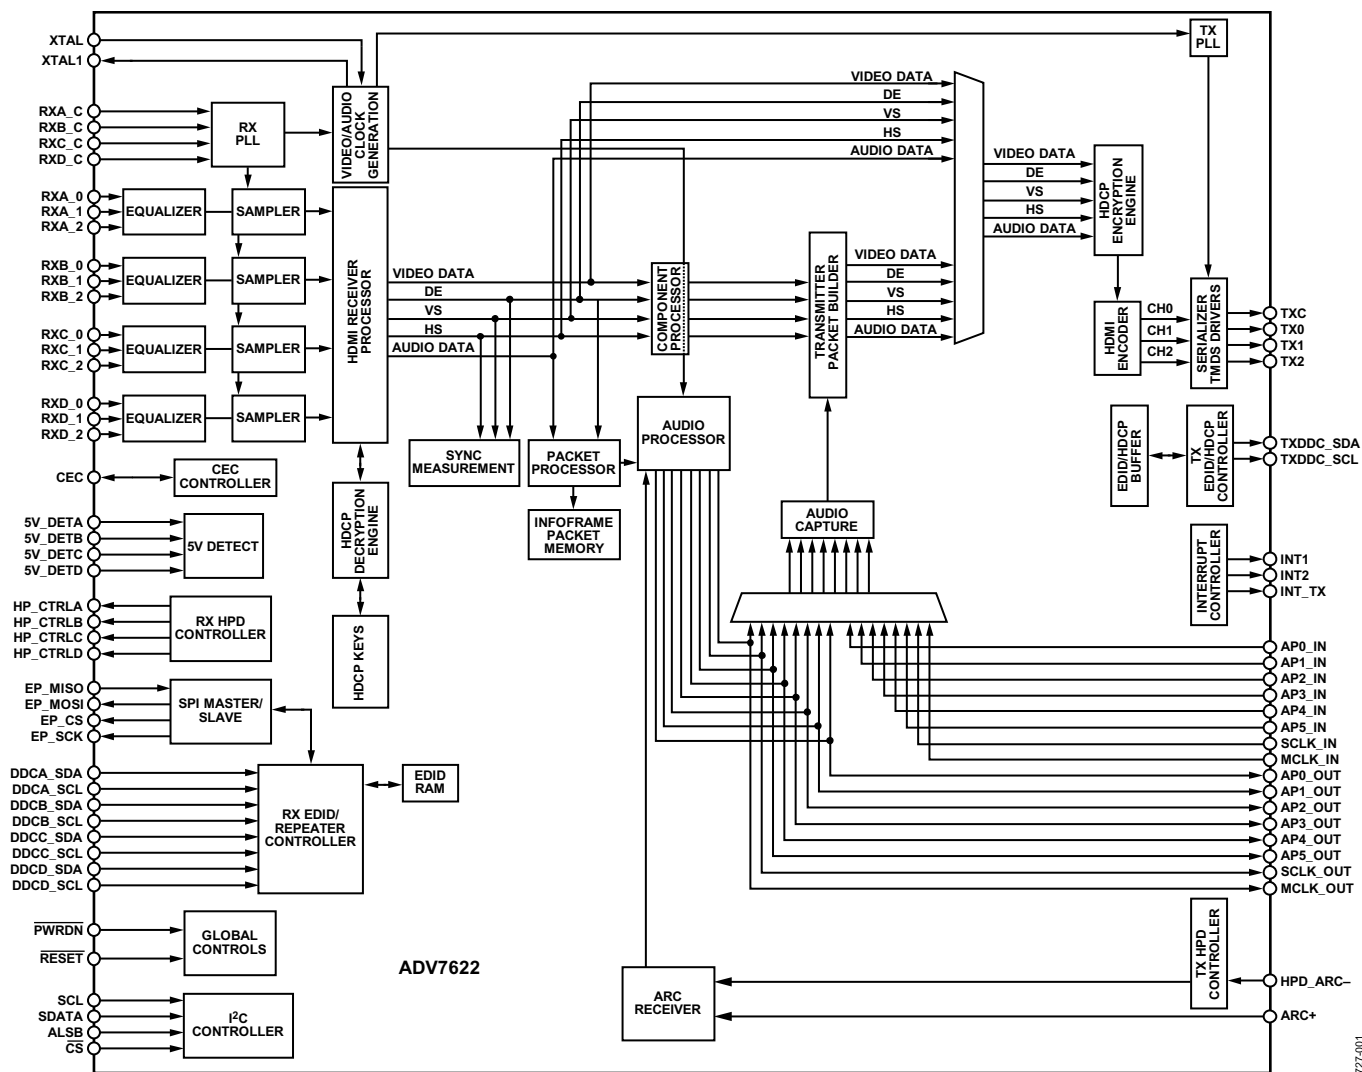 XTAL
XTAL1
RXA_C
RXB_C
RXC_C
RXD_C
RX
PLL
VIDEO/AUDIO
CLOCK
GENERATION
TX
PLL
RXA_0
RXA_1
RXA_2
EQUALIZER
SAMPLER
RXB_0
RXB_1
RXB_2
EQUALIZER
SAMPLER
RXC_0
RXC_1
RXC_2
EQUALIZER
SAMPLER
RXD_0
RXD_1
RXD_2
EQUALIZER
SAMPLER
HDMI RECEIVER
PROCESSOR
VIDEO DATA
DE
VS
HS
AUDIO DATA
COMPONENT
PROCESSOR
VIDEO DATA
DE
VS
HS
AUDIO DATA
TRANSMITTER
PACKET BUILDER
VIDEO DATA
DE
VS
HS
AUDIO DATA
VIDEO DATA
DE
VS
HS
AUDIO DATA
HDCP
ENCRYPTION
ENGINE
HDMI
ENCODER
CH0
CH1
CH2
SERIALIZER
TMDS DRIVERS
TXC
TX0
TX1
TX2
CEC
CEC
CONTROLLER
5V_DETA
5V_DETB
5V_DETC
5V_DETD
5V DETECT
HP_CTRLA
HP_CTRLB
HP_CTRLC
HP_CTRLD
RX HPD
CONTROLLER
HDCP
DECRYPTION
ENGINE
HDCP KEYS
SYNC
MEASUREMENT
PACKET
PROCESSOR
INFOFRAME
PACKET
MEMORY
AUDIO
PROCESSOR
AUDIO
CAPTURE
EDID/HDCP
BUFFER
TX
EDID/HDCP
CONTROLLER
TXDDC_SDA
TXDDC_SCL
INTERRUPT
CONTROLLER
INT1
INT2
INT_TX
EP_MISO
EP_MOSI
EP_CS
EP_SCK
SPI MASTER/
SLAVE
DDCA_SDA
DDCA_SCL
DDCB_SDA
DDCB_SCL
DDCC_SDA
DDCC_SCL
DDCD_SDA
DDCD_SCL
RX EDID/
REPEATER
CONTROLLER
EDID
RAM
AP0_IN
AP1_IN
AP2_IN
AP3_IN
AP4_IN
AP5_IN
SCLK_IN
MCLK_IN
AP0_OUT
AP1_OUT
AP2_OUT
AP3_OUT
AP4_OUT
AP5_OUT
SCLK_OUT
MCLK_OUT
PWRDN
RESET
GLOBAL
CONTROLS
SCL
SDATA
ALSB
CS
I2C
CONTROLLER
ADV7622
ARC
RECEIVER
TX HPD
CONTROLLER
HPD_ARC–
ARC+